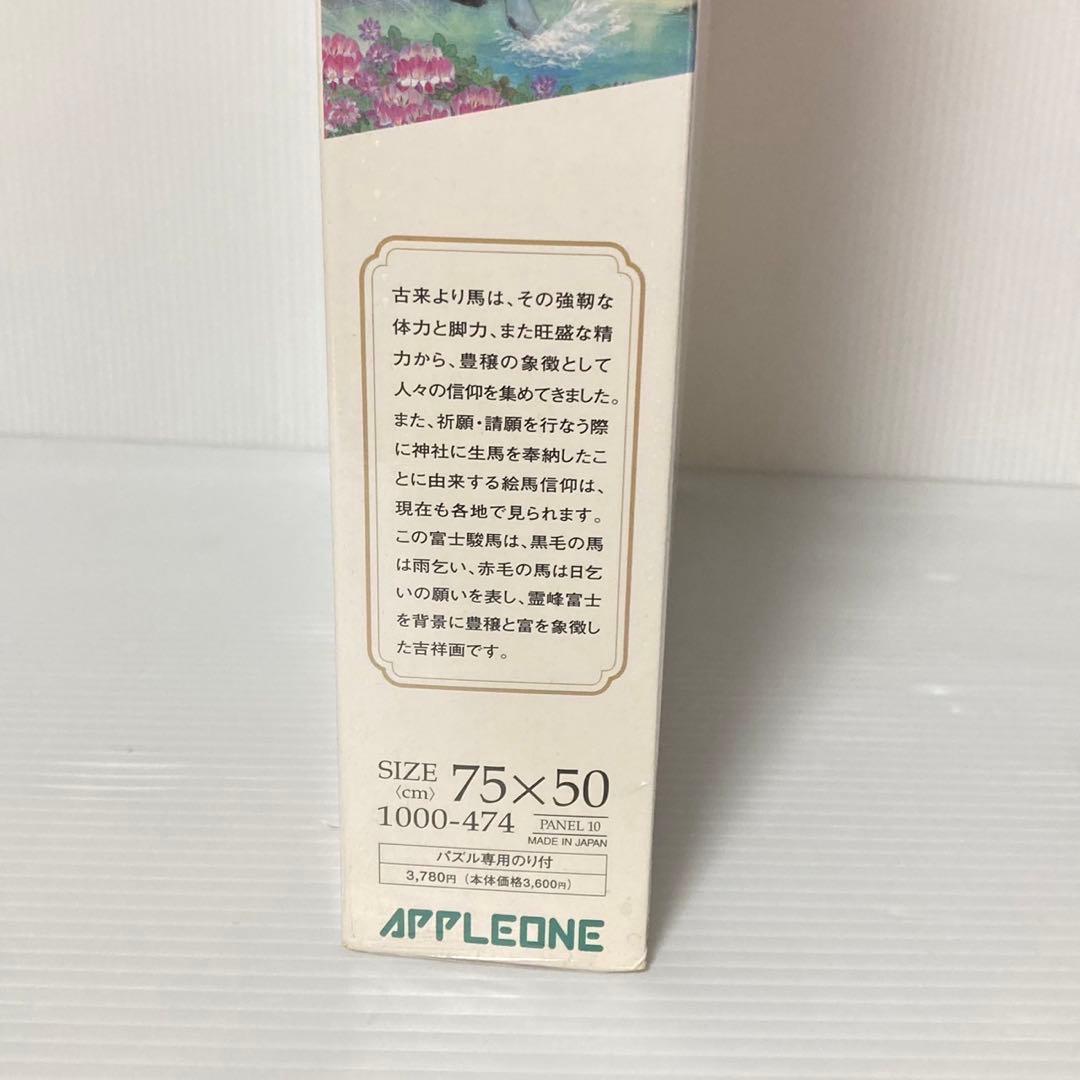 古来より馬は、その強靭な
体力と脚力、また旺盛な精
力から、豊穣の象徴として
人々の信仰を集めてきました。
また、祈願・請願を行なう際
に神社に生馬を奉納したこ
とに由来する絵馬信仰は、
現在も各地で見られます。
この富士駿馬は、黒毛の馬
は雨乞い、赤毛の馬は日乞
いの願いを表し、霊峰富士
を背景に豊穣と富を象徴し
た吉祥画です。
SIZE 〈cm〉 75×50
1000-474 PANEL 10
MADE IN JAPAN
パズル専用のり付
3,780円（本体価格3,600円）
APPLEONE